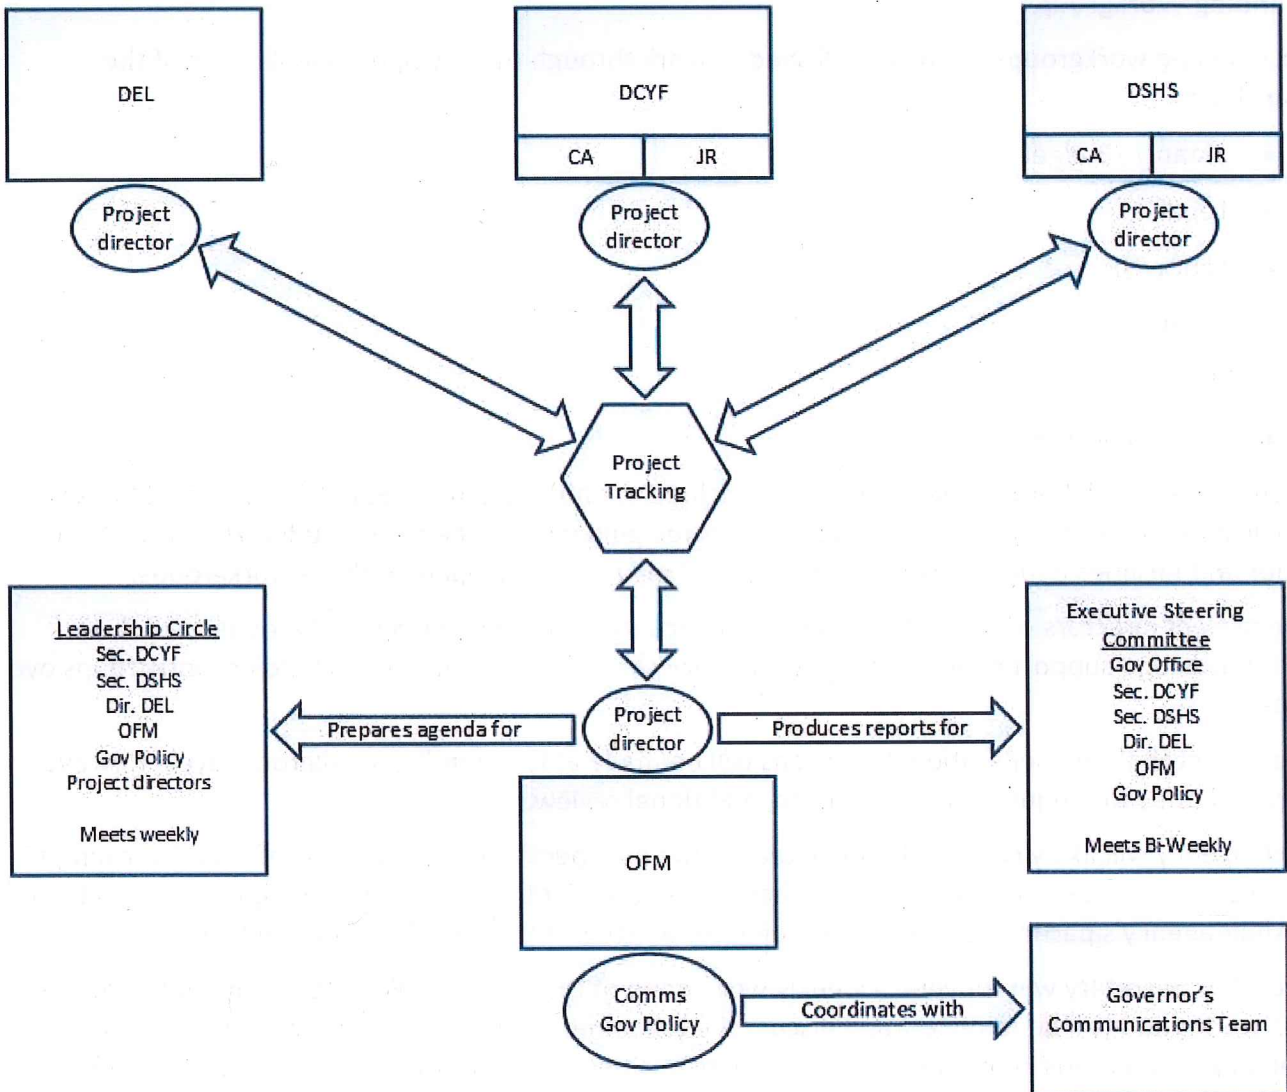 DEL
DCYF
CA
JR
DSHS
CA
JR
Project
director
Project
director
Project
director
Project
Tracking
Leadership Circle
Sec. DCYF
Sec. DSHS
Dir. DEL
OFM
Gov Policy
Project directors
Meets weekly
Prepares agenda for
Project
director
Produces reports for
Executive Steering
Committee
Gov Office
Sec. DCYF
Sec. DSHS
Dir. DEL
OFM
Gov Policy
Meets Bi-Weekly
OFM
Comms
Gov Policy
Coordinates with
Governor's
Communications Team